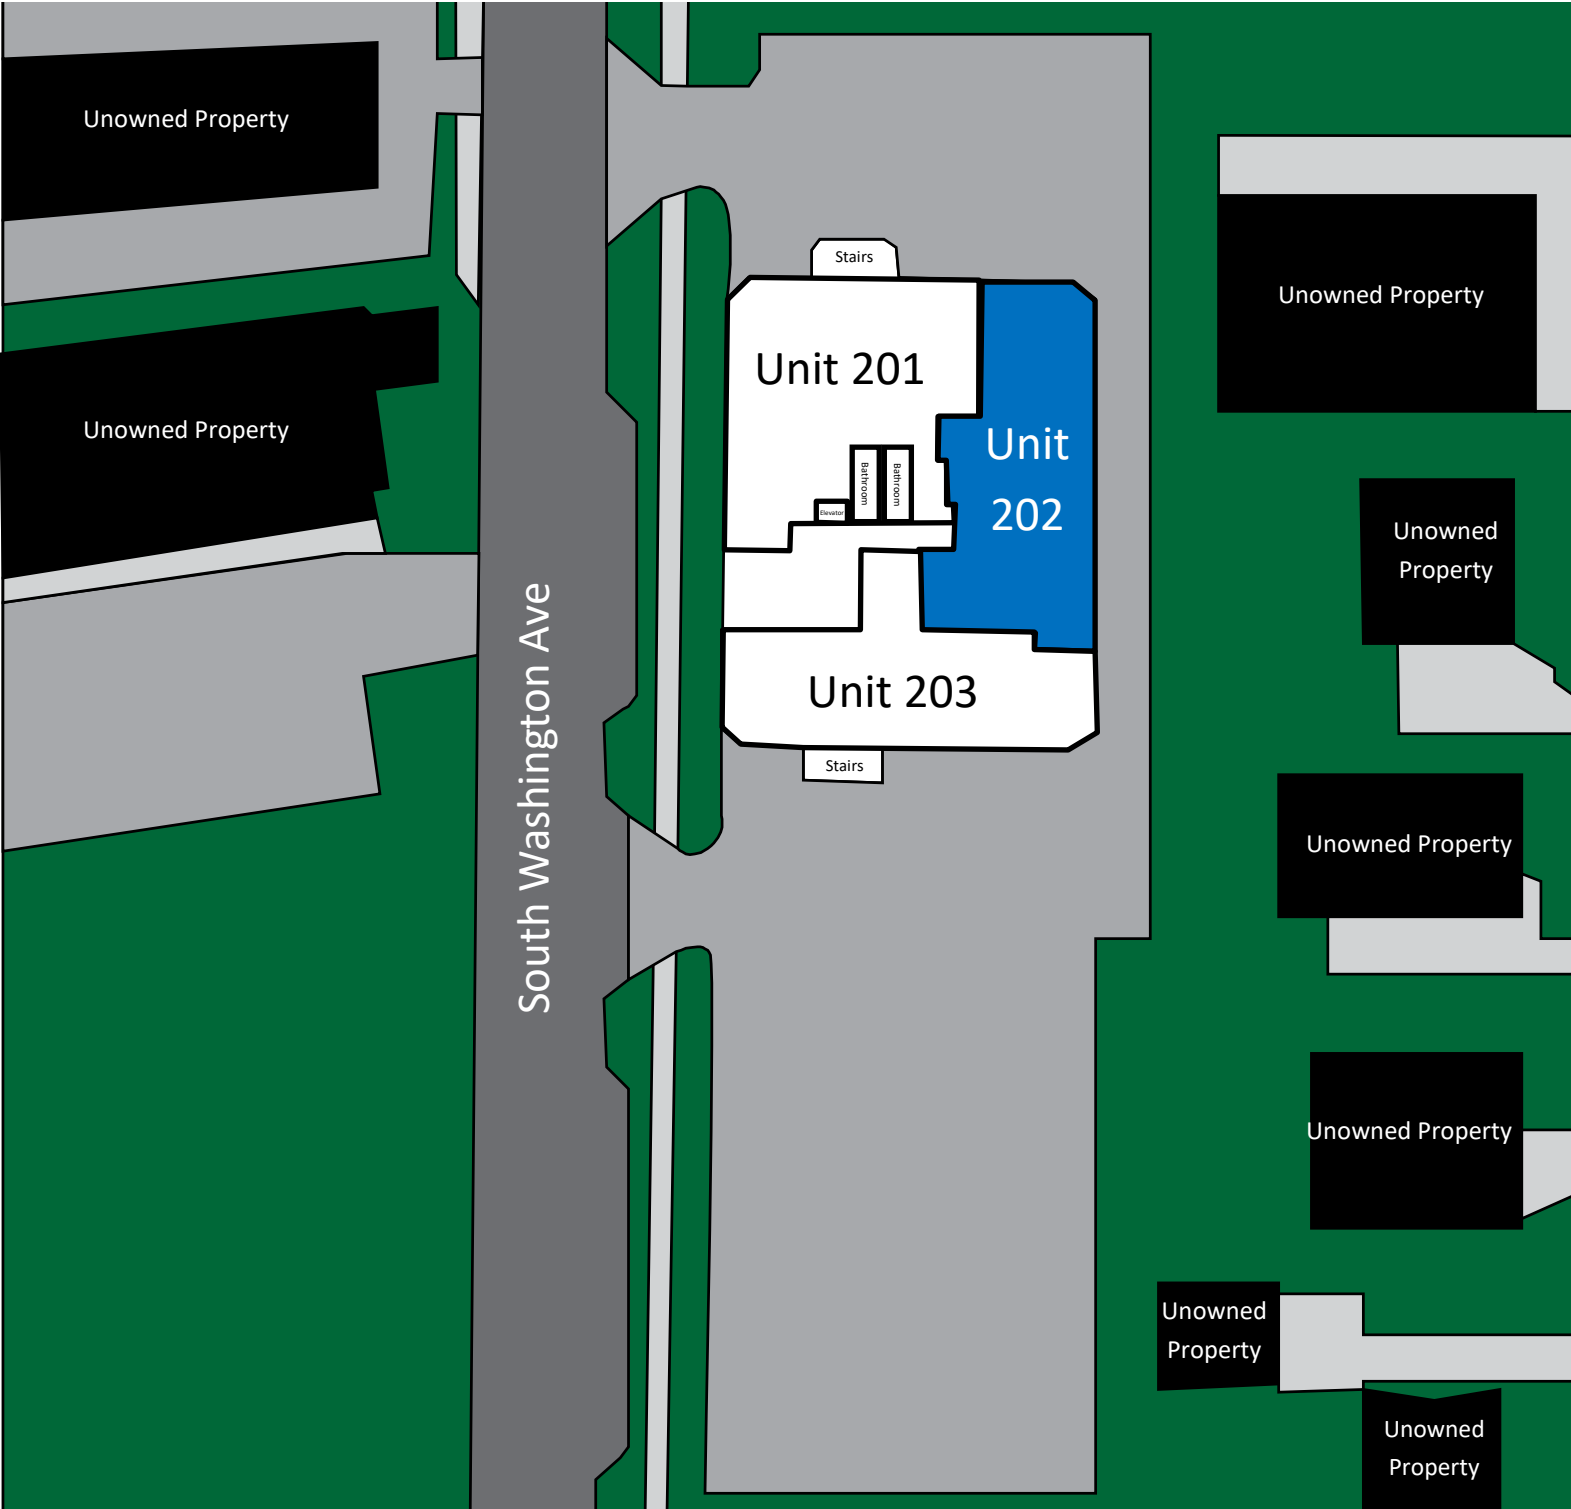 Unowned Property
Unowned Property
Stairs
Unit 201
Bathroom
Bathroom
Elevator
Unit
202
Unit 203
Stairs
South Washington Ave
Unowned Property
Unowned
Property
Unowned Property
Unowned Property
Unowned
Property
Unowned
Property